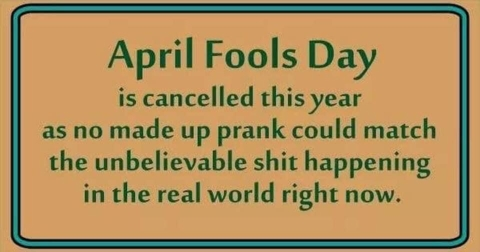 April Fools Day
is cancelled this year
as no made up prank could match
the unbelievable shit happening
in the real world right now.